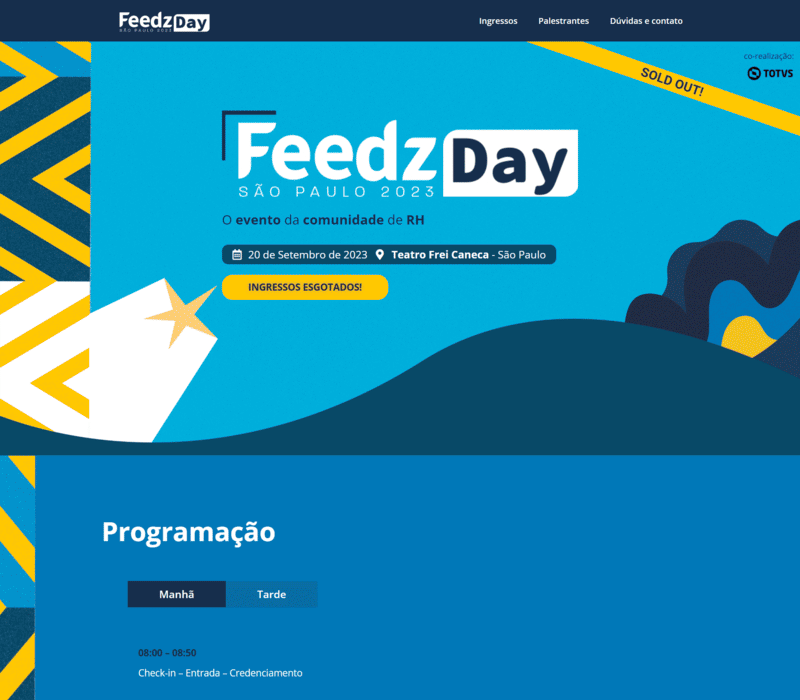 Feedz Day
SÃO PAULO 2023
Ingressos Palestrantes Dúvidas e contato
co-realização:
TOTVS
SOLD OUT!
Feedz Day
SÃO PAULO 2023
O evento da comunidade de RH
20 de Setembro de 2023 Teatro Frei Caneca - São Paulo
INGRESSOS ESGOTADOS!
Programação
Manhã Tarde
08:00 – 08:50
Check-in – Entrada – Credenciamento